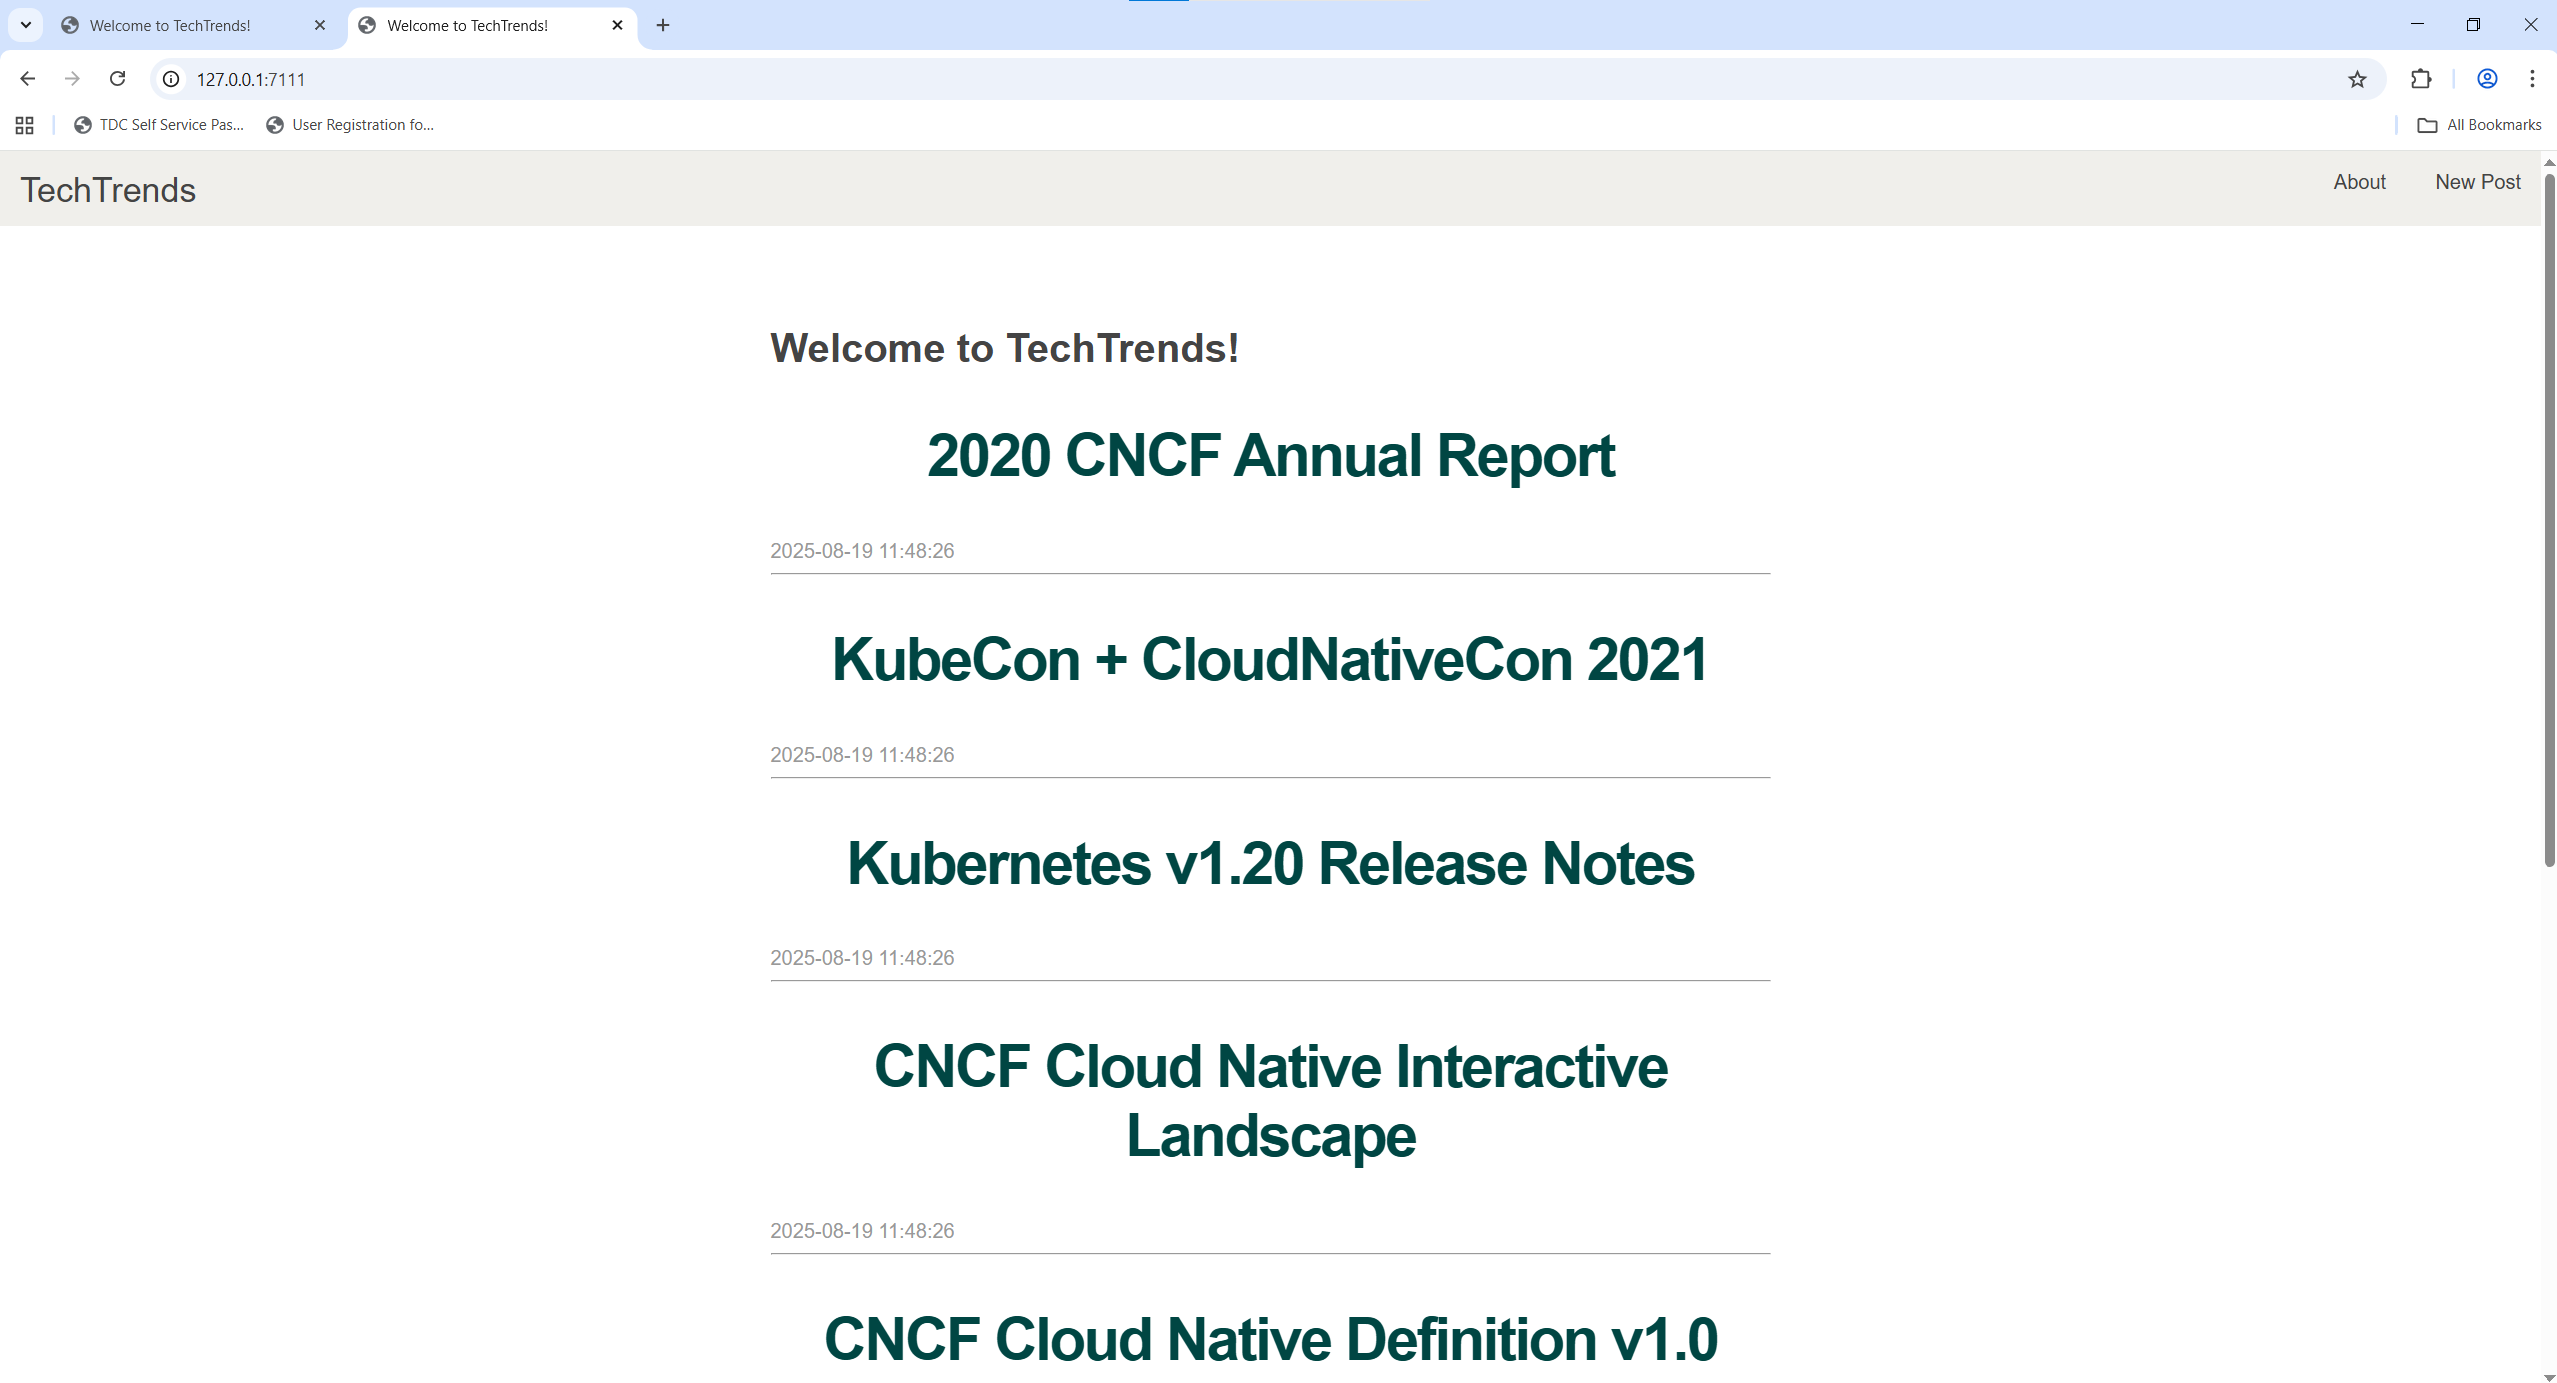 Welcome to TechTrends!
Welcome to TechTrends!
127.0.0.1:7111
TDC Self Service Pas...
User Registration fo...
All Bookmarks
TechTrends
About
New Post
Welcome to TechTrends!
2020 CNCF Annual Report
2025-08-19 11:48:26
KubeCon + CloudNativeCon 2021
2025-08-19 11:48:26
Kubernetes v1.20 Release Notes
2025-08-19 11:48:26
CNCF Cloud Native Interactive
Landscape
2025-08-19 11:48:26
CNCF Cloud Native Definition v1.0